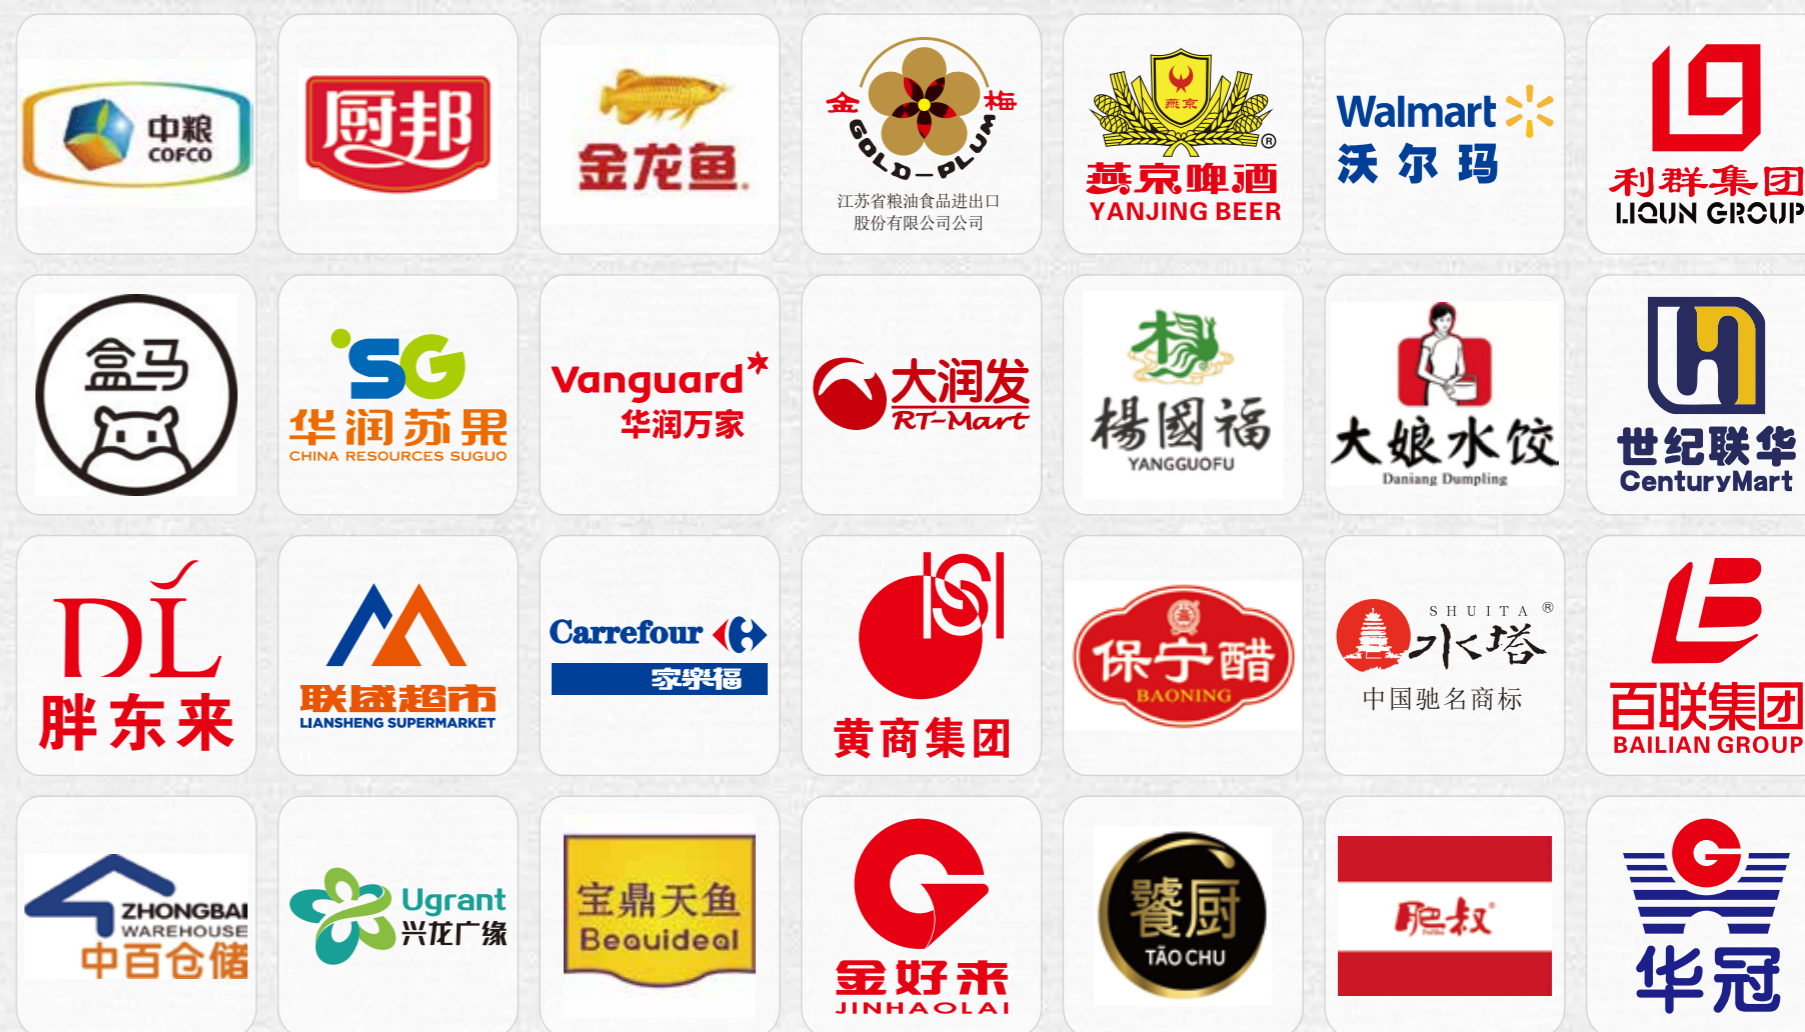 中粮
COFCO
厨邦
金龙鱼
金 梅
GOLD-PLUM
江苏省粮油食品进出口
股份有限公司公司
燕京
燕京啤酒
YANJING BEER
Walmart
沃尔玛
利群集团
LIQUN GROUP
盒马
SG
华润苏果
CHINA RESOURCES SUGUO
Vanguard
华润万家
大润发
RT-Mart
楊國福
YANGGUOFU
大娘水饺
Daniang Dumpling
世纪联华
CenturyMart
DL
胖东来
联盛超市
LIANSHENG SUPERMARKET
Carrefour
家樂福
黄商集团
保宁醋
BAONING
SHUITA
水塔
中国驰名商标
百联集团
BAILIAN GROUP
ZHONGBAI
WAREHOUSE
中百仓储
Ugrant
兴龙广缘
宝鼎天鱼
Beauideal
金好来
JINHAOLAI
饕厨
TĀO CHU
肥叔
华冠